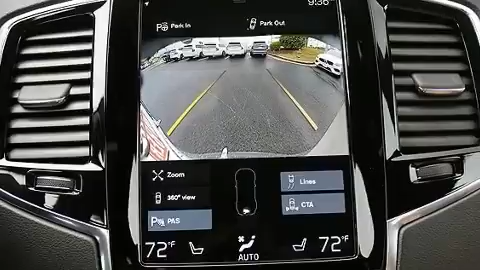 9:36
Park In
Park Out
Zoom
Lines
360° view
CTA
PAS
72°F
72°F
AUTO